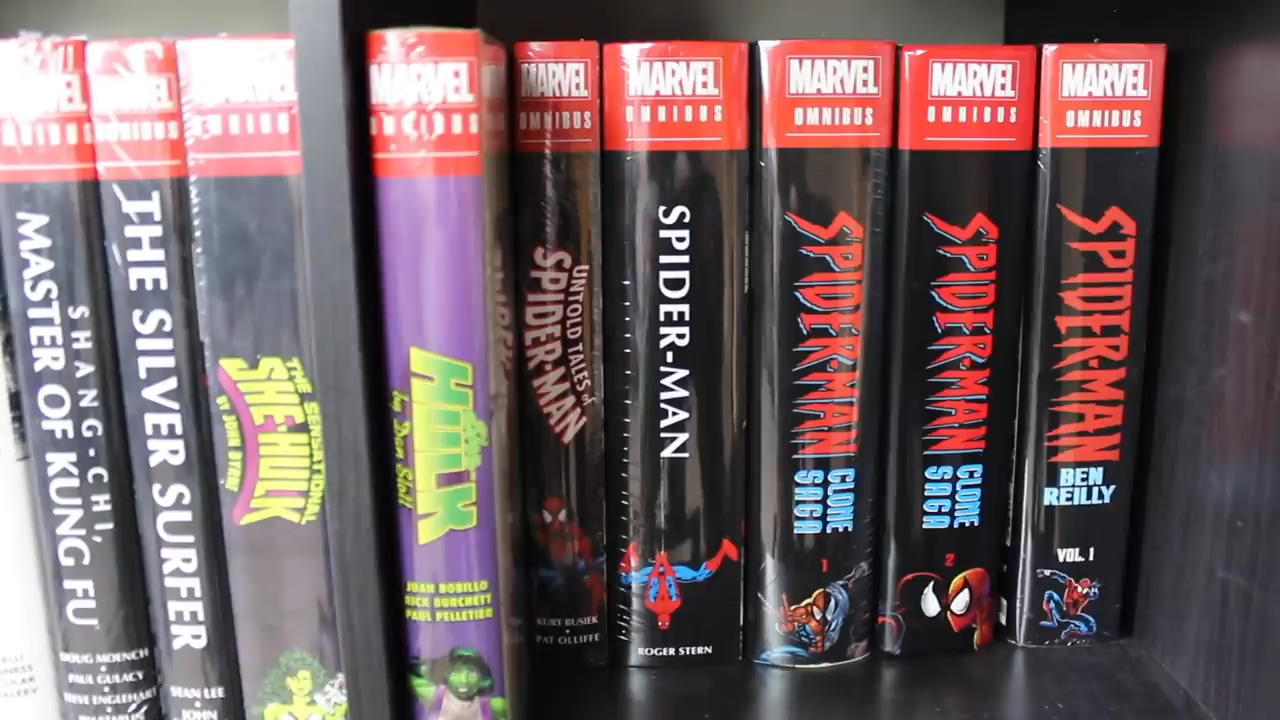 MARVEL
OMNIBUS
SHANG-CHI,
MASTER OF KUNG FU
DOUG MOENCH
PAUL GULACY
STEVE ENGLEHART
MARVEL
OMNIBUS
THE SILVER SURFER
STAN LEE
JOHN
MARVEL
OMNIBUS
THE SENSATIONAL
SHE-HULK
BY JOHN BYRNE
MARVEL
OMNIBUS
She-
HULK
by Dan Slott
JUAN BOBILLO
RICK BURCHETT
PAUL PELLETIER
MARVEL
OMNIBUS
UNTOLD TALES of
SPIDER-MAN
KURT BUSIEK
PAT OLLIFFE
MARVEL
OMNIBUS
SPIDER-MAN
ROGER STERN
MARVEL
OMNIBUS
SPIDER-MAN
CLONE
SAGA
1
MARVEL
OMNIBUS
SPIDER-MAN
CLONE
SAGA
2
MARVEL
OMNIBUS
SPIDER-MAN
BEN
REILLY
VOL. 1